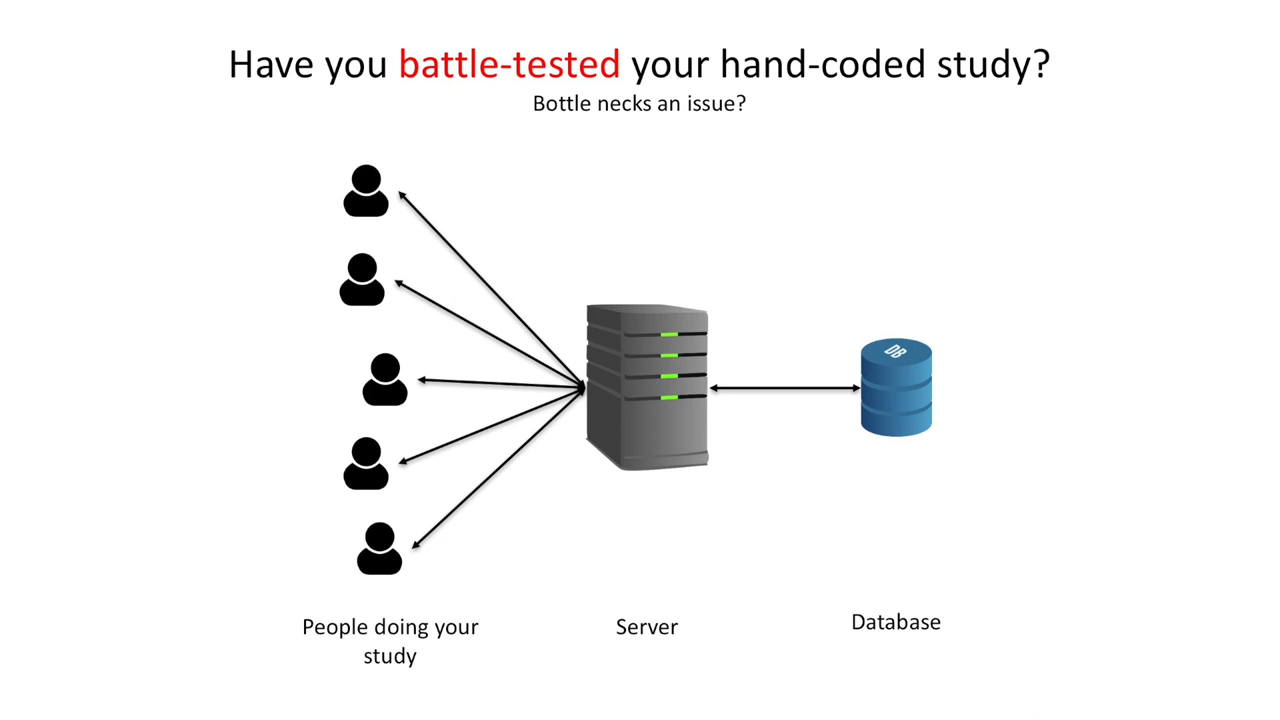 Have you battle-tested your hand-coded study?
Bottle necks an issue?
DB
People doing your
study
Server
Database